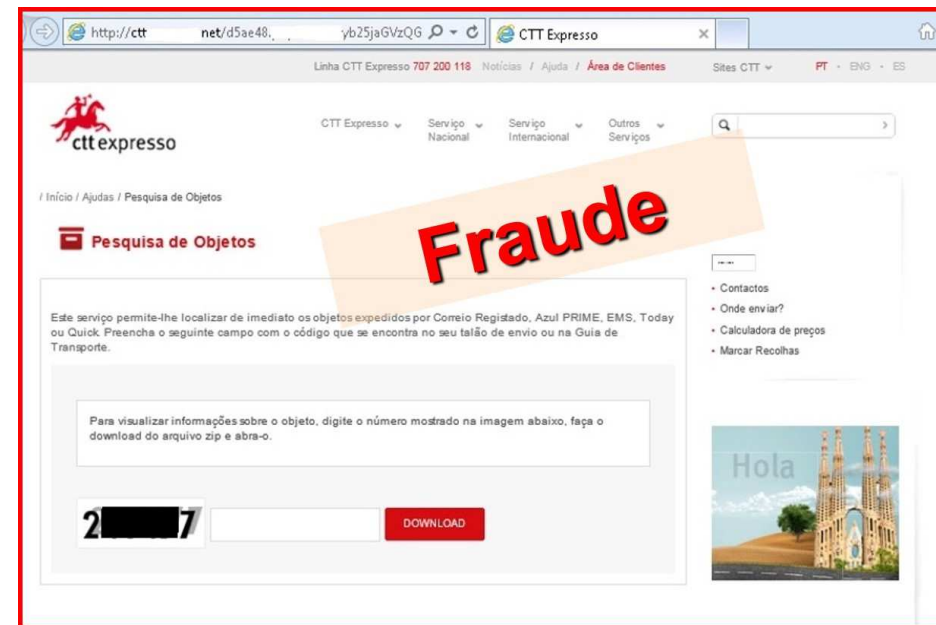 http://ctt net/d5ae48. yb25jaGVzQG
CTT Expresso
Linha CTT Expresso 707 200 118 Notícias / Ajuda / Área de Clientes
Sites CTT
PT - ENG - ES
cttexpresso
CTT Expresso
Serviço Nacional
Serviço Internacional
Outros Serviços
/ Início / Ajudas / Pesquisa de Objetos
Fraude
Pesquisa de Objetos
Este serviço permite-lhe localizar de imediato os objetos expedidos por Correio Registado, Azul PRIME, EMS, Today
ou Quick. Preencha o seguinte campo com o código que se encontra no seu talão de envio ou na Guia de
Transporte.
Para visualizar informações sobre o objeto, digite o número mostrado na imagem abaixo, faça o
download do arquivo zip e abra-o.
2 7
DOWNLOAD
• Contactos
• Onde enviar?
• Calculadora de preços
• Marcar Recolhas
Hola